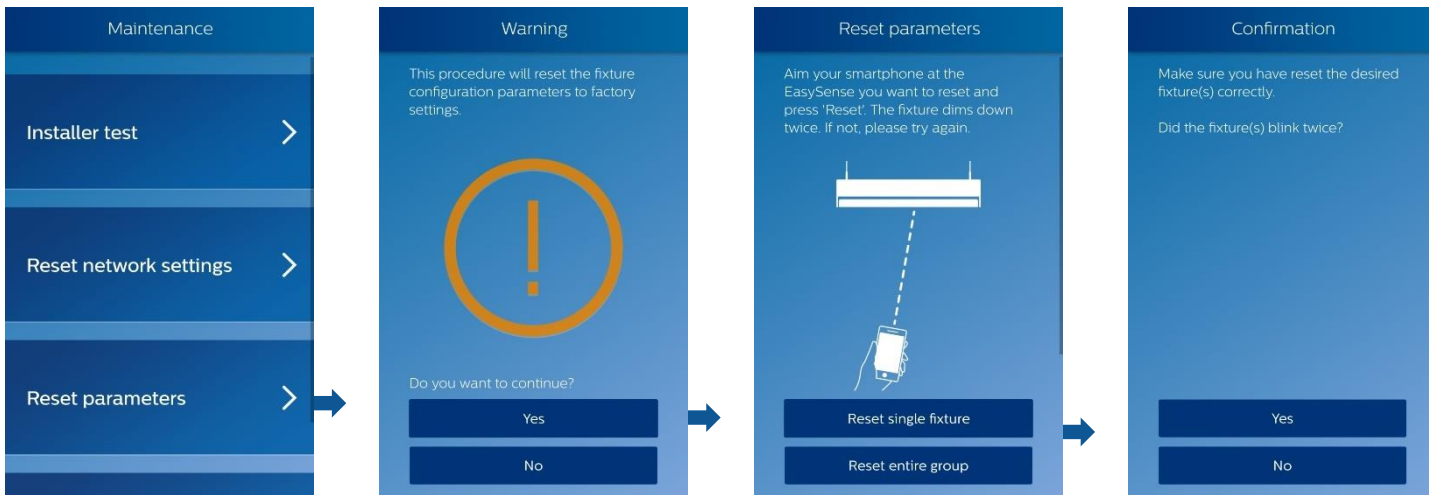 Maintenance
Installer test
Reset network settings
Reset parameters
Warning
This procedure will reset the fixture
configuration parameters to factory
settings.
Do you want to continue?
Yes
No
Reset parameters
Aim your smartphone at the
EasySense you want to reset and
press 'Reset'. The fixture dims down
twice. If not, please try again.
Reset single fixture
Reset entire group
Confirmation
Make sure you have reset the desired
fixture(s) correctly.
Did the fixture(s) blink twice?
Yes
No